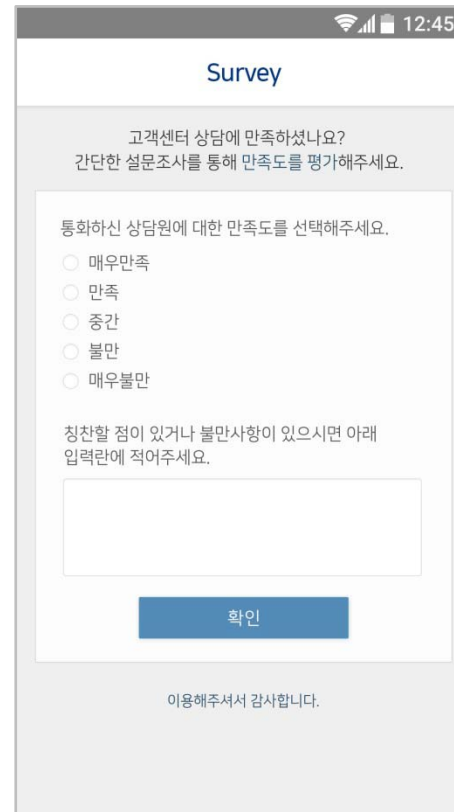 12:45
Survey
고객센터 상담에 만족하셨나요?
간단한 설문조사를 통해 만족도를 평가해주세요.
통화하신 상담원에 대한 만족도를 선택해주세요.
매우만족
만족
중간
불만
매우불만
칭찬할 점이 있거나 불만사항이 있으시면 아래
입력란에 적어주세요.
확인
이용해주셔서 감사합니다.